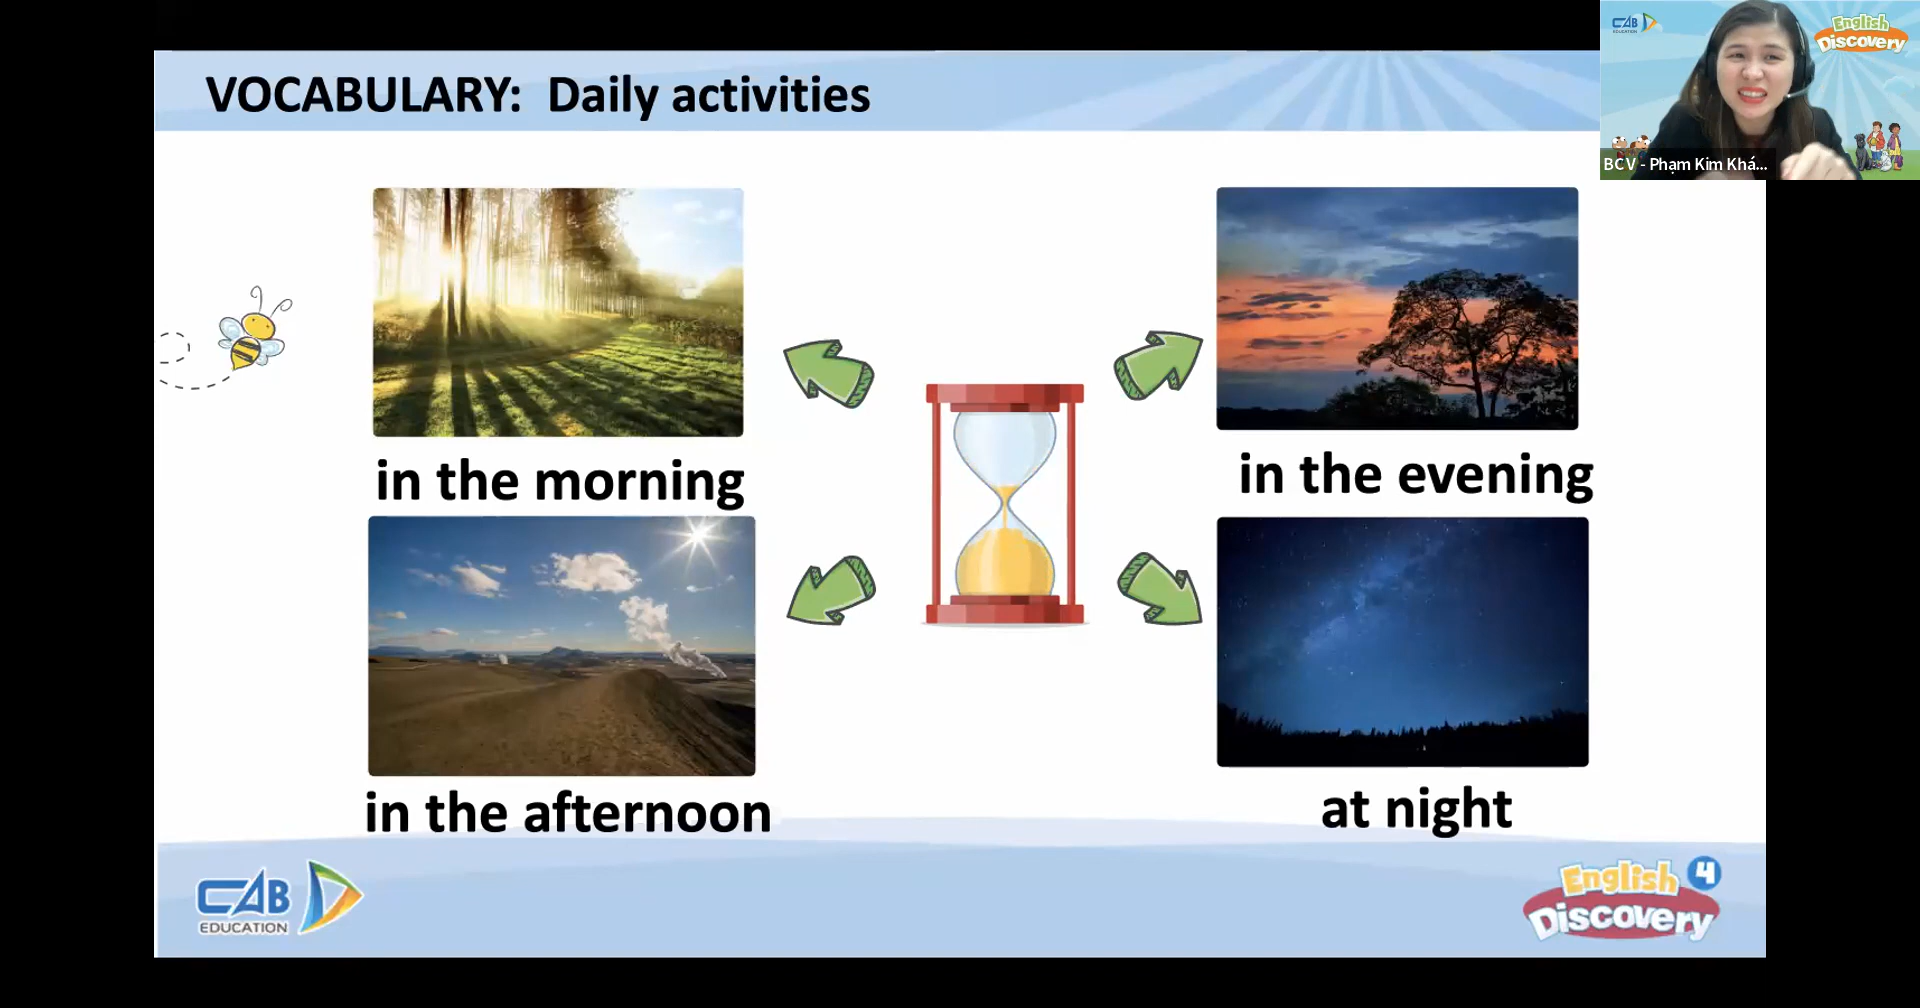 VOCABULARY: Daily activities
CAB
EDUCATION
English
Discovery
BCV - Phạm Kim Khá...
in the morning
in the evening
in the afternoon
at night
CAB
EDUCATION
English 4
Discovery